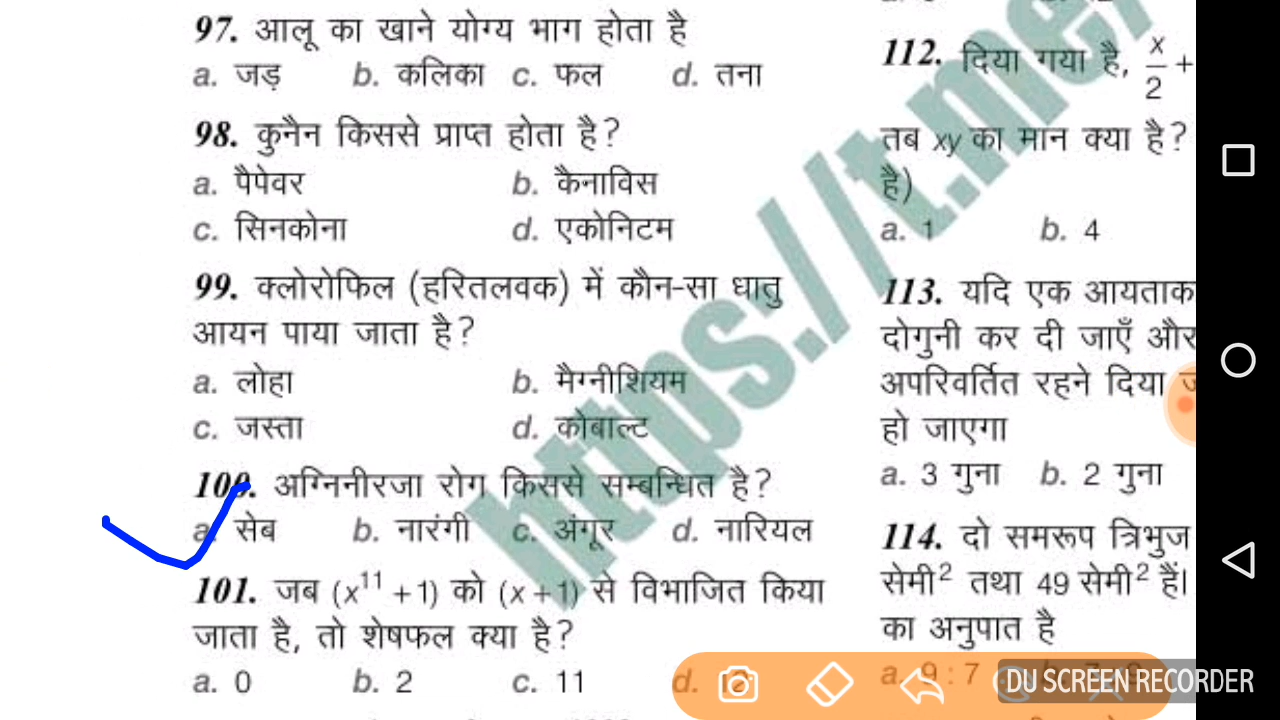 97. आलू का खाने योग्य भाग होता है
a. जड़ b. कलिका c. फल d. तना
98. कुनैन किससे प्राप्त होता है?
a. पैपेवर b. कैनाविस
c. सिनकोना d. एकोनिटम
99. क्लोरोफिल (हरितलवक) में कौन-सा धातु
आयन पाया जाता है?
a. लोहा b. मैग्नीशियम
c. जस्ता d. कोबाल्ट
100. अग्निनीरजा रोग किससे सम्बन्धित है?
a. सेब b. नारंगी c. अंगूर d. नारियल
101. जब (x¹¹ + 1) को (x + 1) से विभाजित किया
जाता है, तो शेषफल क्या है?
a. 0 b. 2 c. 11 d. 12
112. दिया गया है, x/2 +
तब xy का मान क्या है?
है)
a. 1 b. 4
113. यदि एक आयताक
दोगुनी कर दी जाएँ और
अपरिवर्तित रहने दिया
हो जाएगा
a. 3 गुना b. 2 गुना
114. दो समरूप त्रिभुज
सेमी² तथा 49 सेमी² हैं।
का अनुपात है
a. 9 : 7
https://t.me/
DU SCREEN RECORDER